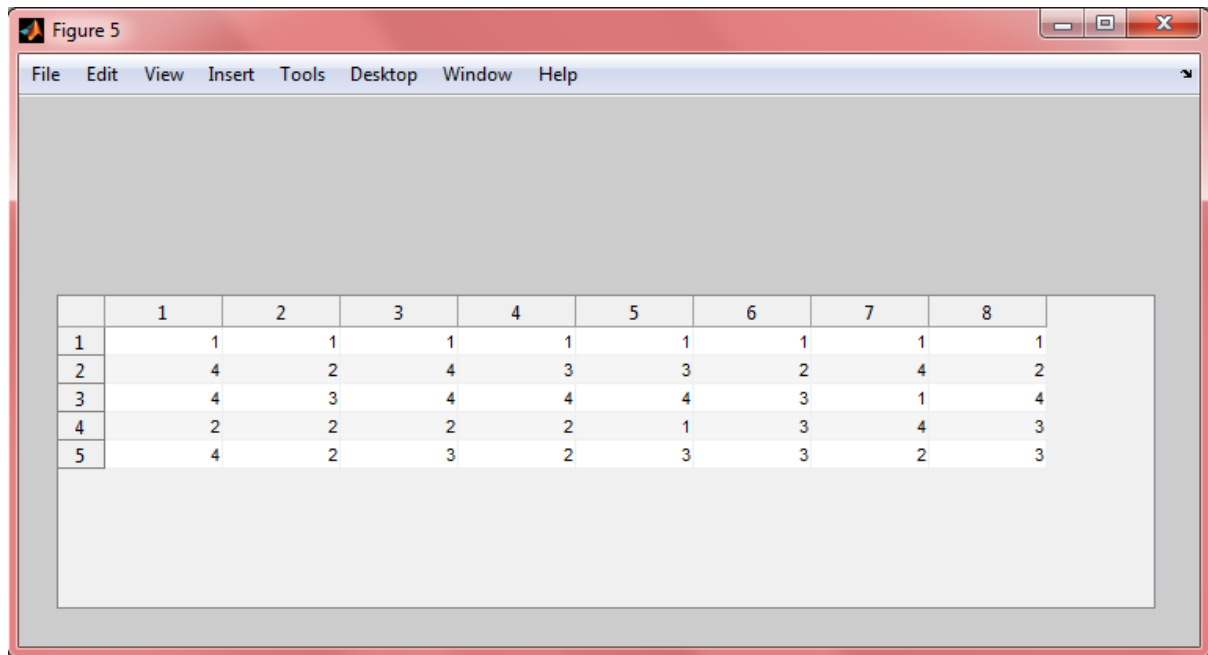 Figure 5
File Edit View Insert Tools Desktop Window Help
1 2 3 4 5 6 7 8
1 1 1 1 1 1 1 1 1
2 4 2 4 3 3 2 4 2
3 4 3 4 4 4 3 1 4
4 2 2 2 2 1 3 4 3
5 4 2 3 2 3 3 2 3